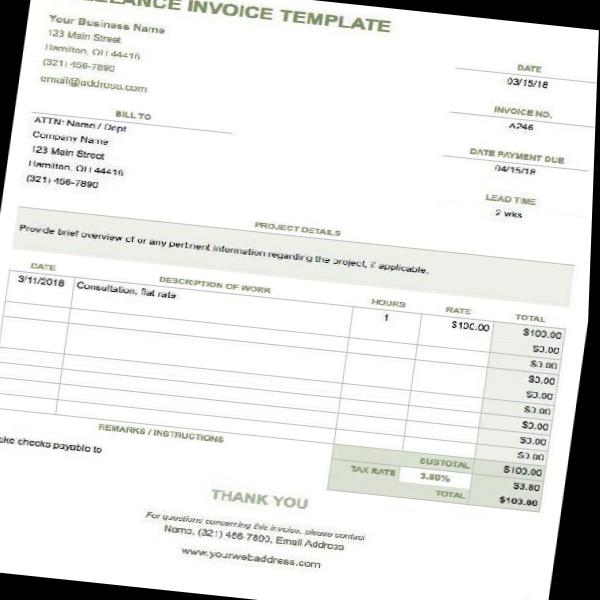 INVOICE TEMPLATE
Your Business Name
123 Main Street
Hamilton, OH 44416
(321) 456-7890
email@address.com
DATE
03/15/18
INVOICE NO.
A246
DATE PAYMENT DUE
04/15/18
LEAD TIME
2 wks
BILL TO
ATTN: Name / Dept
Company Name
123 Main Street
Hamilton, OH 44416
(321) 456-7890
PROJECT DETAILS
Provide brief overview of or any pertinent information regarding the project, if applicable.
DATE DESCRIPTION OF WORK HOURS RATE TOTAL
3/11/2018 Consultation, flat rate 1 $100.00 $100.00
$0.00
$0.00
$0.00
$0.00
$0.00
$0.00
$0.00
$0.00
REMARKS / INSTRUCTIONS
checks payable to
SUBTOTAL $100.00
TAX RATE 3.80% $3.80
TOTAL $103.80
THANK YOU
For questions concerning this invoice, please contact
Name, (321) 456-7890, Email Address
www.yourwebaddress.com